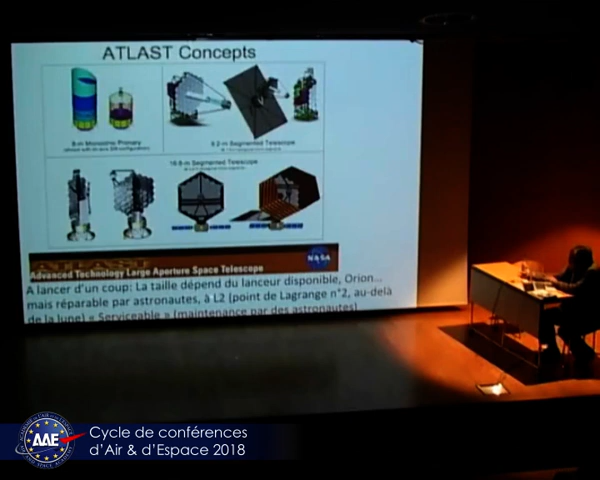 ATLAST Concepts
8-m Monolithic Primary
9.2-m Segmented Telescope
16.8-m Segmented Telescope
ATLAST
NASA
Advanced Technology Large Aperture Space Telescope
A lancer d'un coup: La taille dépend du lanceur disponible, Orion...
mais réparable par astronautes, à L2 (point de Lagrange n°2, au-delà
de la lune) « Serviceable » (maintenance par des astronautes)
AAE
Cycle de conférences
d'Air & d'Espace 2018